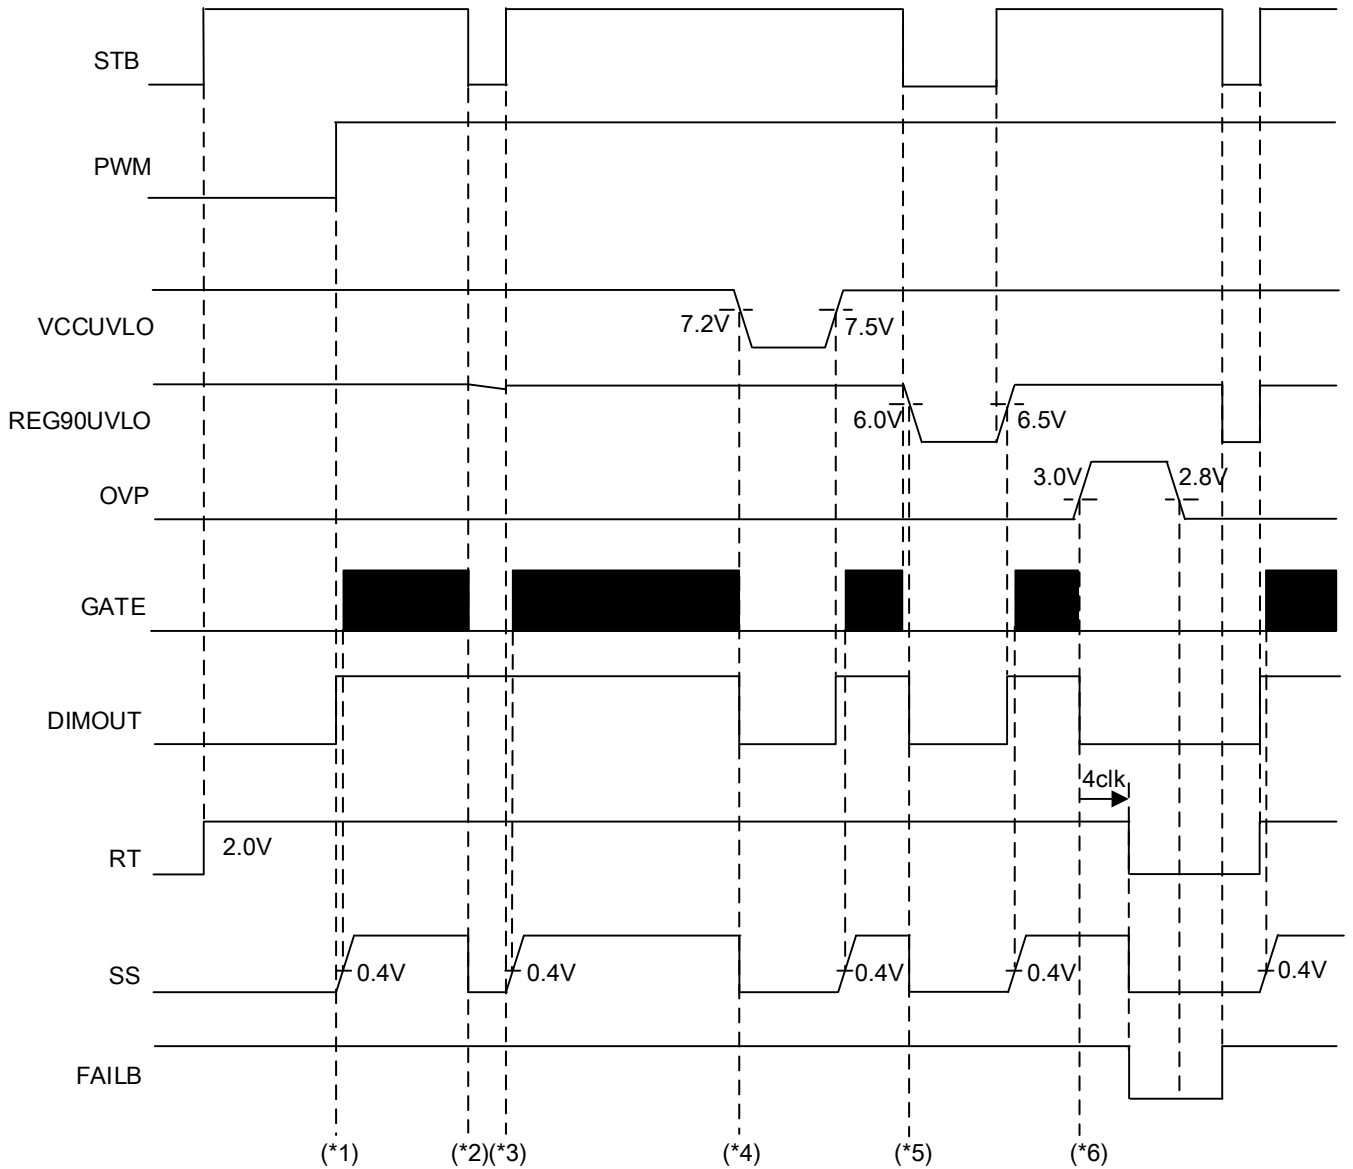 STB
PWM
VCCUVLO
7.2V
7.5V
REG90UVLO
6.0V
6.5V
OVP
3.0V
2.8V
GATE
DIMOUT
4clk
RT
2.0V
SS
0.4V
0.4V
0.4V
0.4V
0.4V
FAILB
(*1)
(*2)(*3)
(*4)
(*5)
(*6)